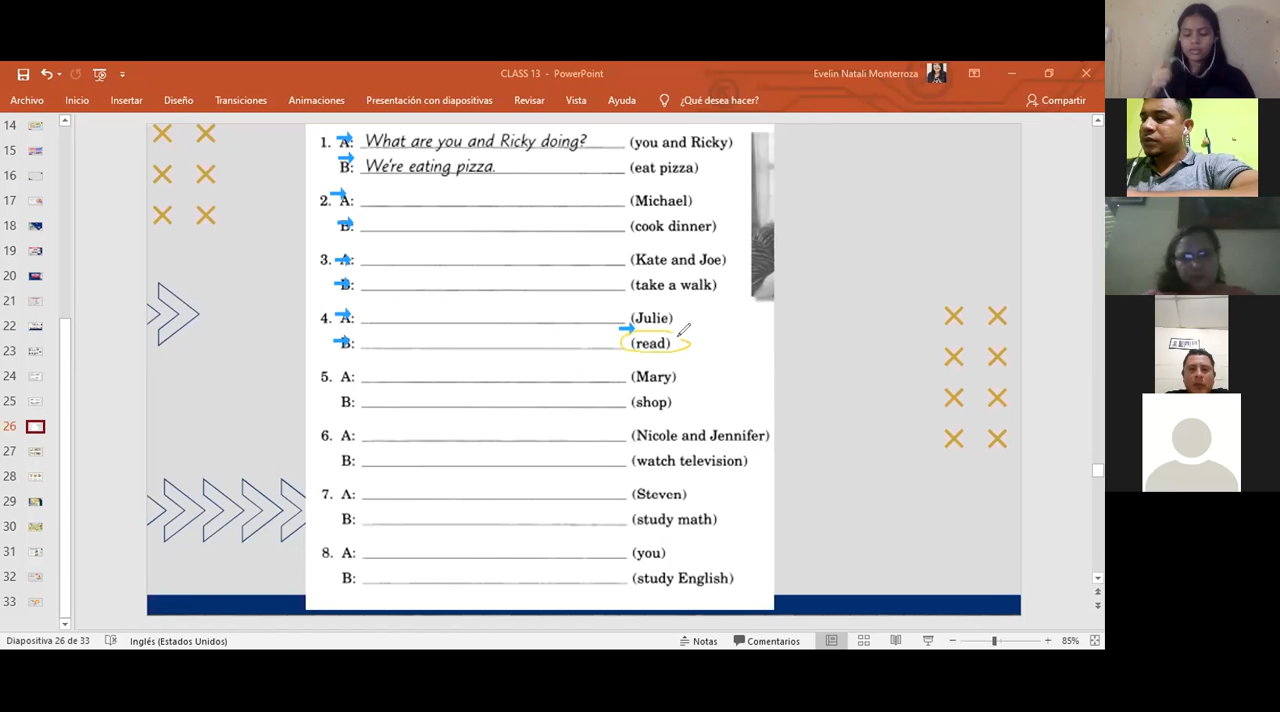 CLASS 13 - PowerPoint
Evelin Natali Monterroza
Archivo Inicio Insertar Diseño Transiciones Animaciones Presentación con diapositivas Revisar Vista Ayuda ¿Qué desea hacer? Compartir
14
15
16
17
18
19
20
21
22
23
24
25
26
27
28
29
30
31
32
33
1. A: What are you and Ricky doing? (you and Ricky)
B: We're eating pizza. (eat pizza)
2. A: (Michael)
B: (cook dinner)
3. A: (Kate and Joe)
B: (take a walk)
4. A: (Julie)
B: (read)
5. A: (Mary)
B: (shop)
6. A: (Nicole and Jennifer)
B: (watch television)
7. A: (Steven)
B: (study math)
8. A: (you)
B: (study English)
Diapositiva 26 de 33 Inglés (Estados Unidos) Notas Comentarios 85%